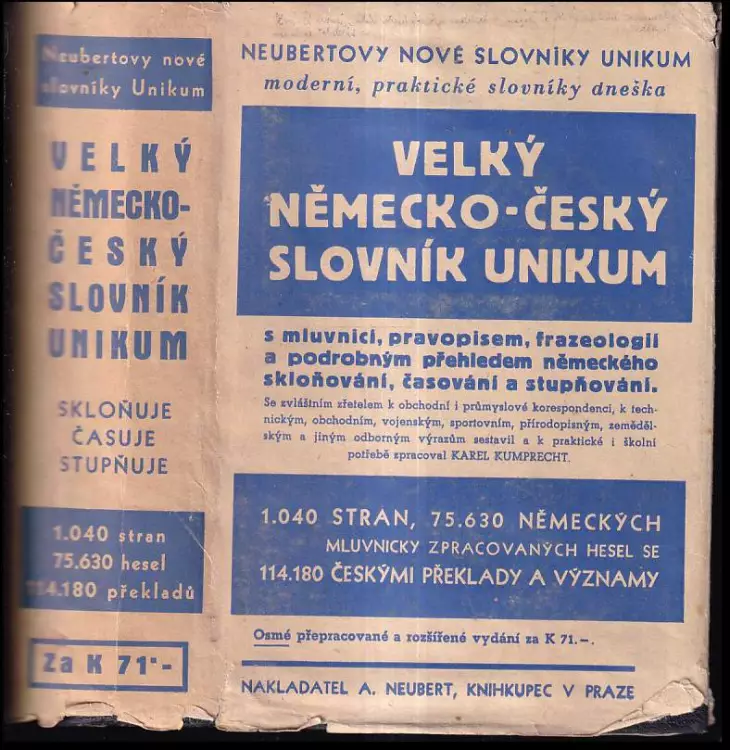 Neubertovy nové
slovníky Unikum
VELKÝ
NĚMECKO-
ČESKÝ
SLOVNÍK
UNIKUM
SKLOŇUJE
ČASUJE
STUPŇUJE
1.040 stran
75.630 hesel
114.180 překladů
Za K 71·-
NEUBERTOVY NOVÉ SLOVNÍKY UNIKUM
moderní, praktické slovníky dneška
VELKÝ
NĚMECKO-ČESKÝ
SLOVNÍK UNIKUM
s mluvnicí, pravopisem, frazeologií
a podrobným přehledem německého
skloňování, časování a stupňování.
Se zvláštním zřetelem k obchodní i průmyslové korespondenci, k tech-
nickým, obchodním, vojenským, sportovním, přírodopisným, zeměděl-
ským a jiným odborným výrazům sestavil a k praktické i školní
potřebě spracoval KAREL KUMPRECHT.
1.040 STRAN, 75.630 NĚMECKÝCH
MLUVNICKY ZPRACOVANÝCH HESEL SE
114.180 ČESKÝMI PŘEKLADY A VÝZNAMY
Osmé přepracované a rozšířené vydání za K 71.-.
NAKLADATEL A. NEUBERT, KNIHKUPEC V PRAZE